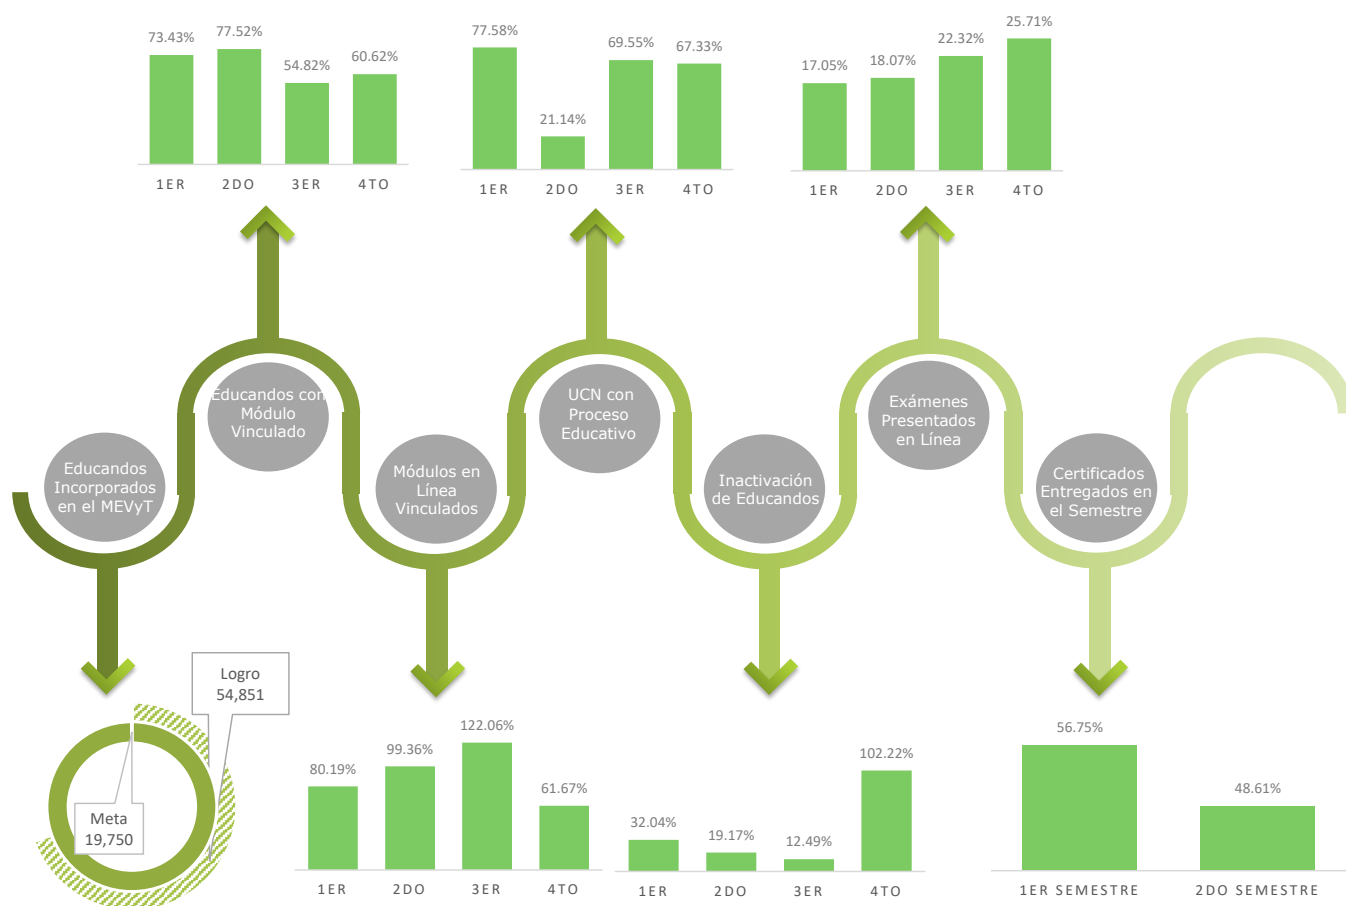 73.43%
77.52%
54.82%
60.62%
1ER
2DO
3ER
4TO
77.58%
21.14%
69.55%
67.33%
1ER
2DO
3ER
4TO
17.05%
18.07%
22.32%
25.71%
1ER
2DO
3ER
4TO
Educandos
Incorporados
en el MEVyT
Educandos con
Módulo
Vinculado
Módulos en
Línea
Vinculados
UCN con
Proceso
Educativo
Inactivación
de Educandos
Exámenes
Presentados
en Línea
Certificados
Entregados en
el Semestre
Logro
54,851
Meta
19,750
80.19%
99.36%
122.06%
61.67%
1ER
2DO
3ER
4TO
32.04%
19.17%
12.49%
102.22%
1ER
2DO
3ER
4TO
56.75%
48.61%
1ER SEMESTRE
2DO SEMESTRE